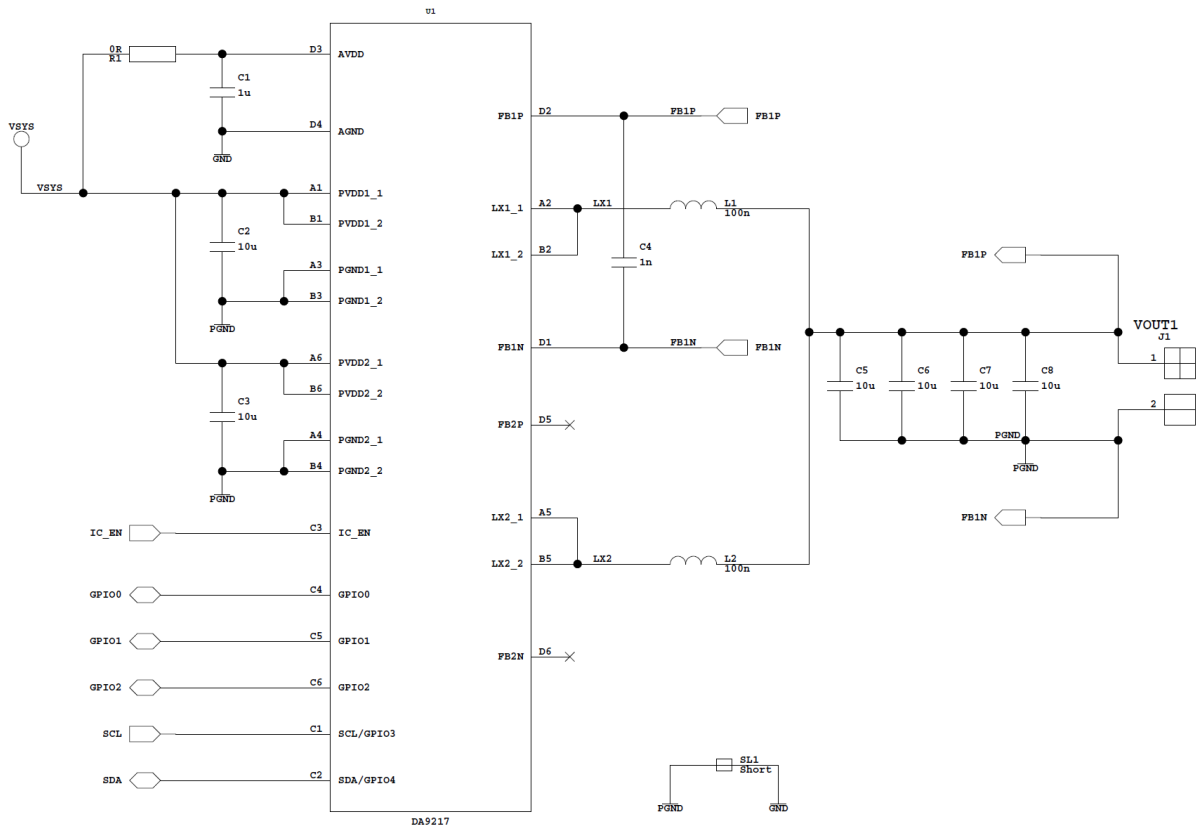 U1
0R
R1
D3 AVDD
C1
1u
D4 AGND
GND
VSYS
VSYS
A1 PVDD1_1
B1 PVDD1_2
C2
10u
A3 PGND1_1
B3 PGND1_2
PGND
A6 PVDD2_1
B6 PVDD2_2
C3
10u
A4 PGND2_1
B4 PGND2_2
PGND
IC_EN C3 IC_EN
GPIO0 C4 GPIO0
GPIO1 C5 GPIO1
GPIO2 C6 GPIO2
SCL C1 SCL/GPIO3
SDA C2 SDA/GPIO4
DA9217
FB1P D2 FB1P FB1P
LX1_1 A2 LX1 L1
100n
LX1_2 B2
C4
1n
FB1N D1 FB1N FB1N
FB2P D5
LX2_1 A5
LX2_2 B5 LX2 L2
100n
FB2N D6
FB1P
VOUT1
J1
1
2
C5
10u
C6
10u
C7
10u
C8
10u
PGND
PGND
FB1N
SL1
Short
PGND
GND